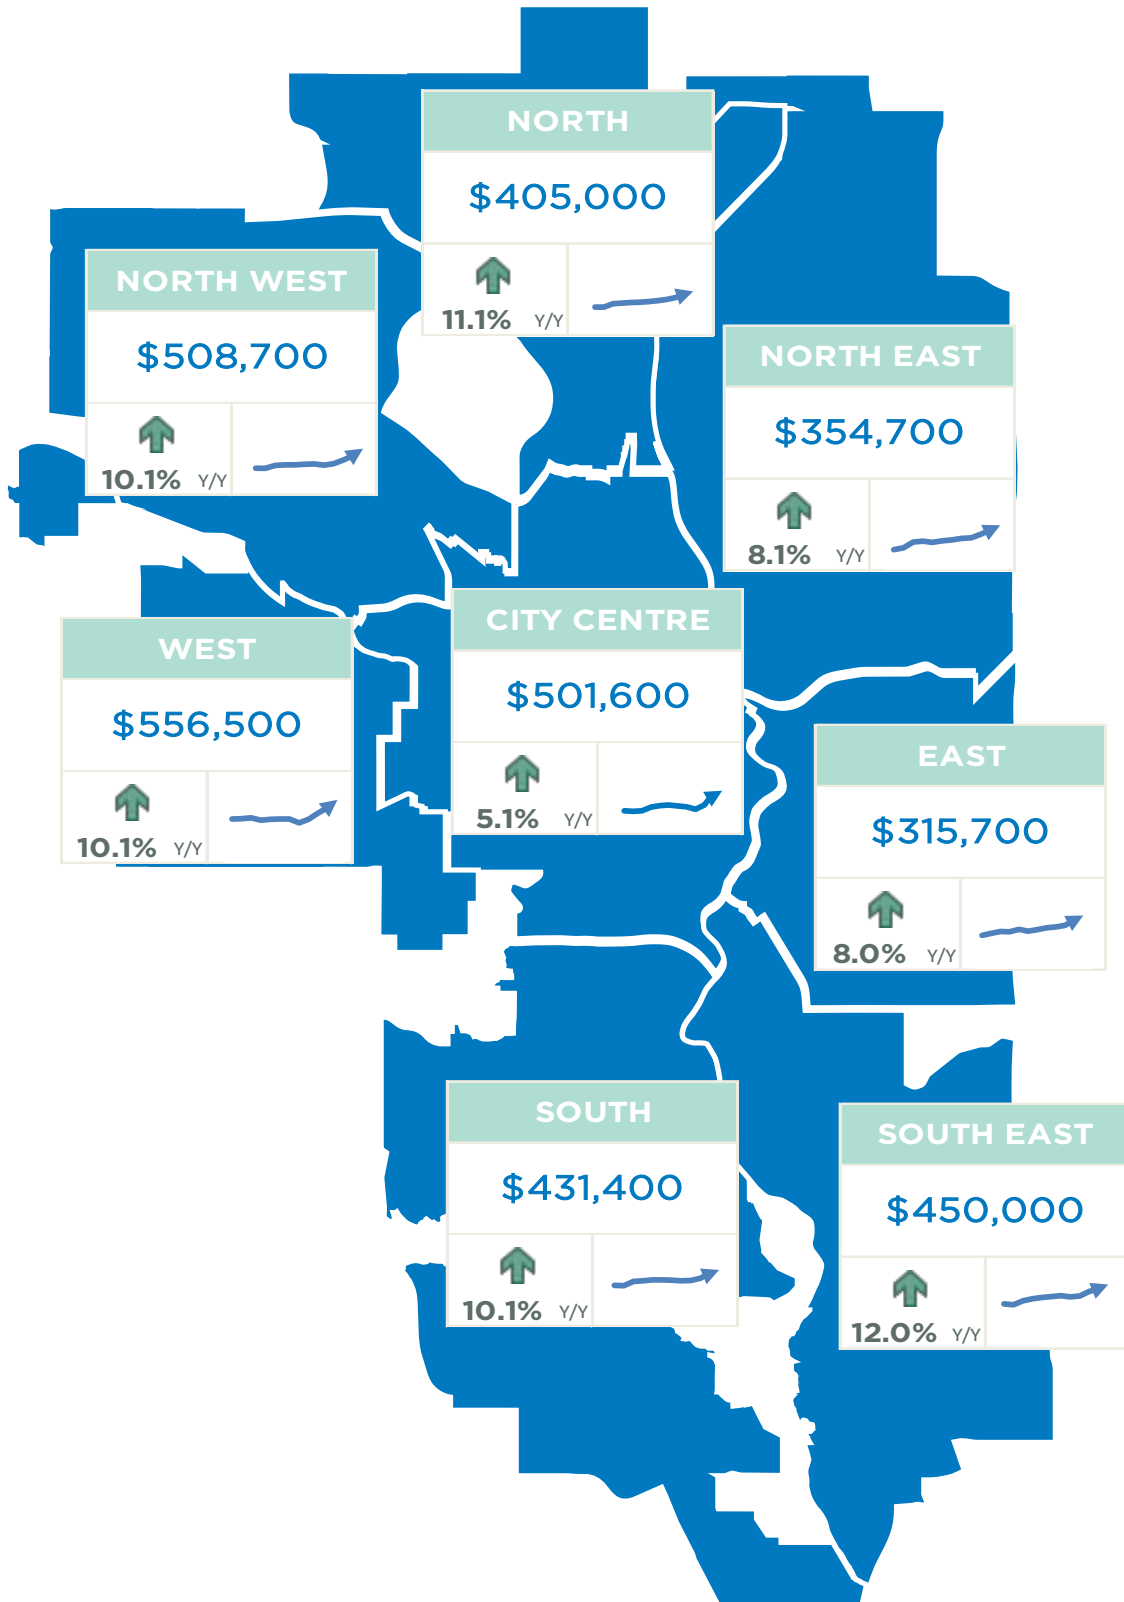 NORTH
$405,000
11.1% Y/Y
NORTH WEST
$508,700
10.1% Y/Y
NORTH EAST
$354,700
8.1% Y/Y
CITY CENTRE
$501,600
5.1% Y/Y
WEST
$556,500
10.1% Y/Y
EAST
$315,700
8.0% Y/Y
SOUTH
$431,400
10.1% Y/Y
SOUTH EAST
$450,000
12.0% Y/Y